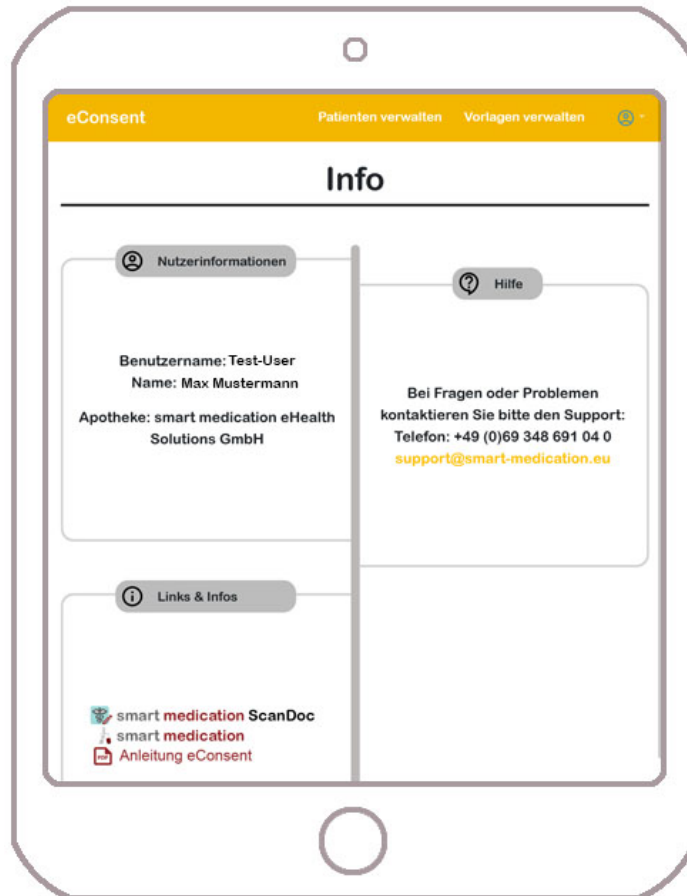 eConsent
Patienten verwalten
Vorlagen verwalten
Info
Nutzerinformationen
Benutzername: Test-User
Name: Max Mustermann
Apotheke: smart medication eHealth
Solutions GmbH
Hilfe
Bei Fragen oder Problemen
kontaktieren Sie bitte den Support:
Telefon: +49 (0)69 348 691 04 0
support@smart-medication.eu
Links & Infos
smart medication ScanDoc
smart medication
PDF Anleitung eConsent